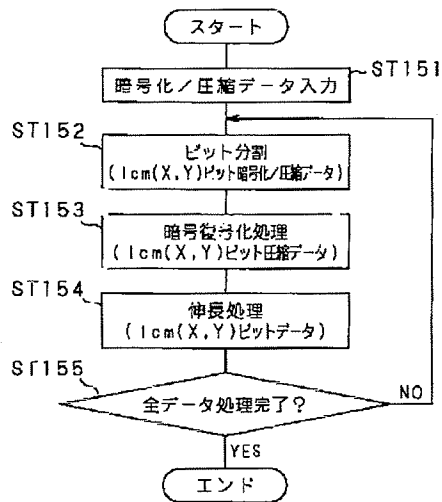 スタート
ST151
暗号化／圧縮データ入力
ST152
ビット分割
(lcm(X,Y)ビット暗号化/圧縮データ)
ST153
暗号復号化処理
(lcm(X,Y)ビット圧縮データ)
ST154
伸長処理
(lcm(X,Y)ビットデータ)
ST155
全データ処理完了？
NO
YES
エンド